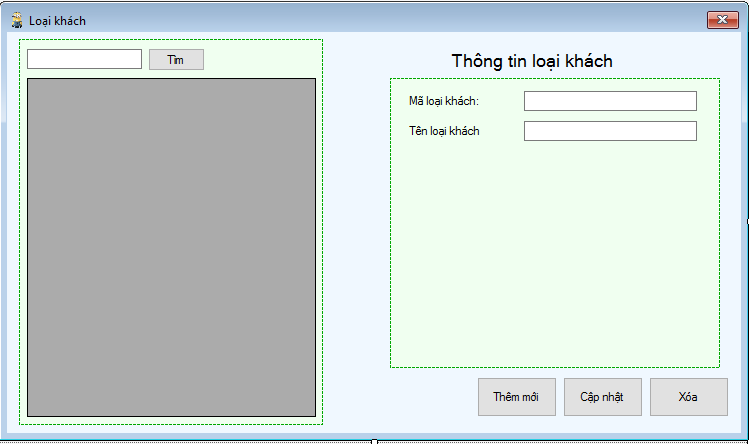 Loại khách
Tìm
Thông tin loại khách
Mã loại khách:
Tên loại khách
Thêm mới
Cập nhật
Xóa